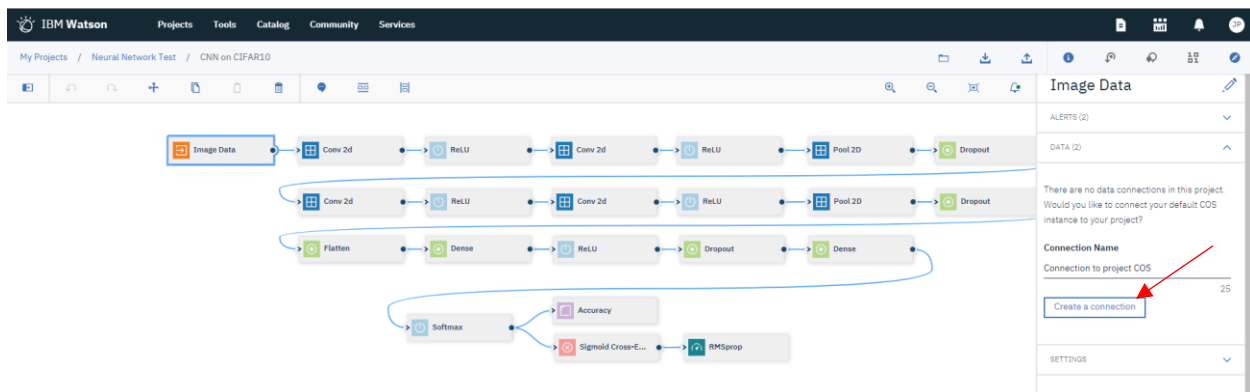 IBM Watson Projects Tools Catalog Community Services JP
My Projects / Neural Network Test / CNN on CIFAR10
Image Data
ALERTS (2)
DATA (2)
There are no data connections in this project.
Would you like to connect your default COS
instance to your project?
Connection Name
Connection to project COS
25
Create a connection
SETTINGS
Image Data Conv 2d ReLU Conv 2d ReLU Pool 2D Dropout
Conv 2d ReLU Conv 2d ReLU Pool 2D Dropout
Flatten Dense ReLU Dropout Dense
Accuracy
Softmax
Sigmoid Cross-E... RMSprop